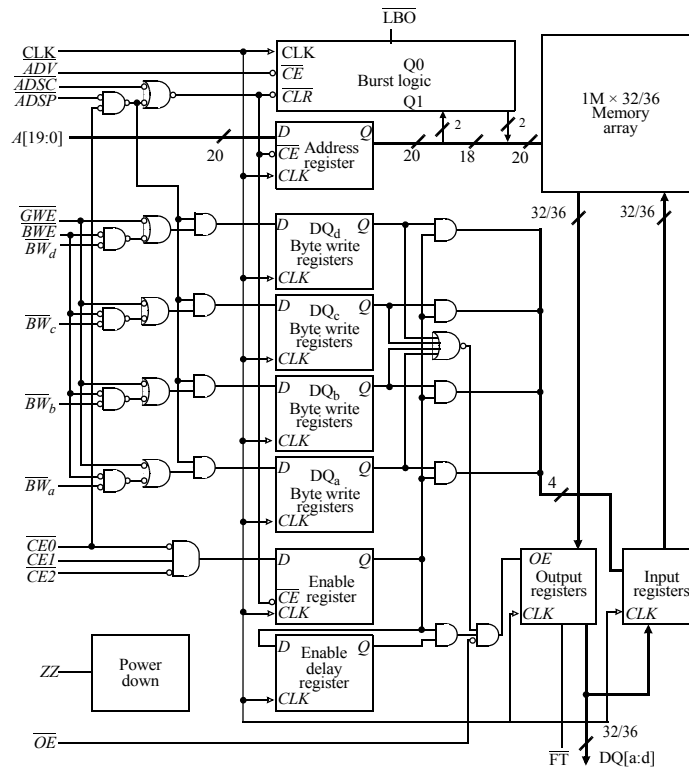 LBO
CLK
ADV
ADSC
ADSP
CLK
CE
CLR
Q0
Burst logic
Q1
2
2
1M × 32/36
Memory
array
A[19:0]
20
D
CE
CLK
Address
register
Q
20
18
20
32/36
32/36
GWE
BWE
BWd
D
DQd
Byte write
registers
Q
CLK
BWc
D
DQc
Byte write
registers
Q
CLK
BWb
D
DQb
Byte write
registers
Q
CLK
BWa
D
DQa
Byte write
registers
Q
CLK
4
CE0
CE1
CE2
D
Enable
register
Q
CE
CLK
OE
Output
registers
CLK
Input
registers
CLK
ZZ
Power
down
D
Enable
delay
register
Q
CLK
OE
FT
32/36
DQ[a:d]